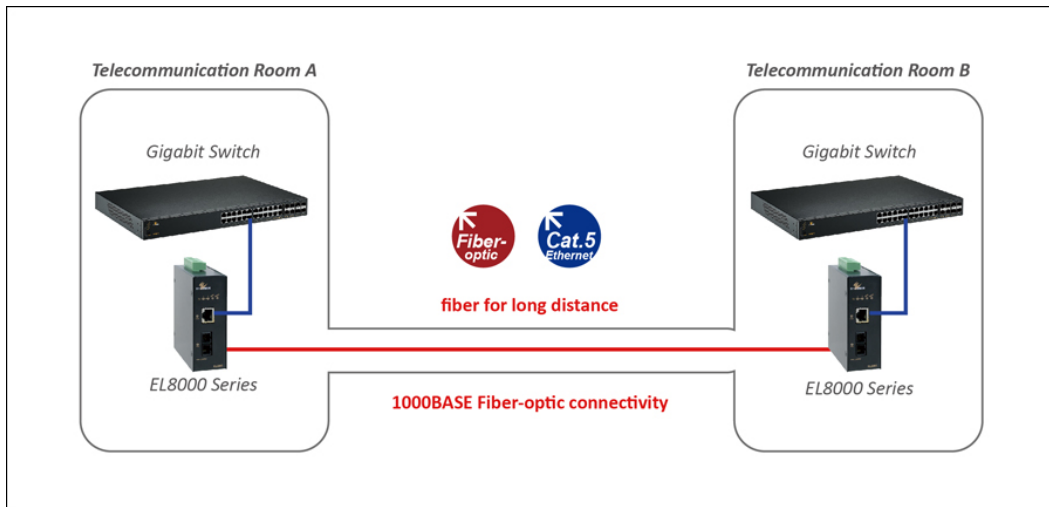 Telecommunication Room A
Telecommunication Room B
Gigabit Switch
Gigabit Switch
Fiber-
optic
Cat.5
Ethernet
fiber for long distance
EL8000 Series
EL8000 Series
1000BASE Fiber-optic connectivity